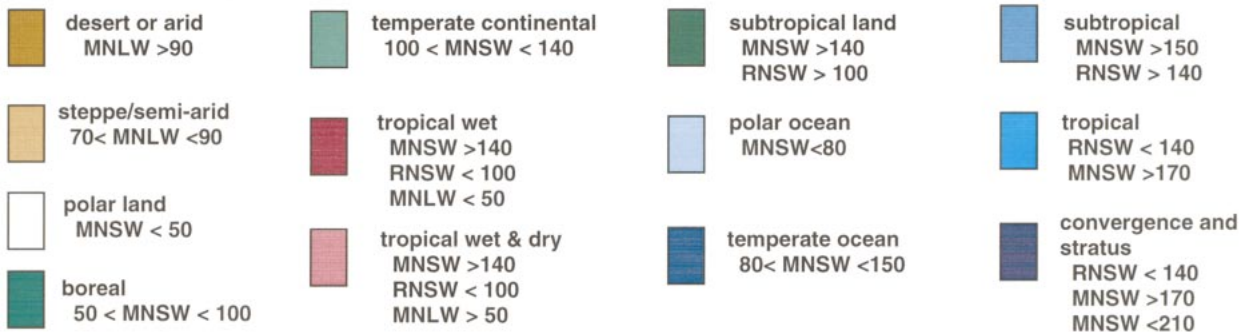 desert or arid
MNLW >90
steppe/semi-arid
70< MNLW <90
polar land
MNSW < 50
boreal
50 < MNSW < 100
temperate continental
100 < MNSW < 140
tropical wet
MNSW >140
RNSW < 100
MNLW < 50
tropical wet & dry
MNSW >140
RNSW < 100
MNLW > 50
subtropical land
MNSW >140
RNSW > 100
polar ocean
MNSW<80
temperate ocean
80< MNSW <150
subtropical
MNSW >150
RNSW > 140
tropical
RNSW < 140
MNSW >170
convergence and
stratus
RNSW < 140
MNSW >170
MNSW <210